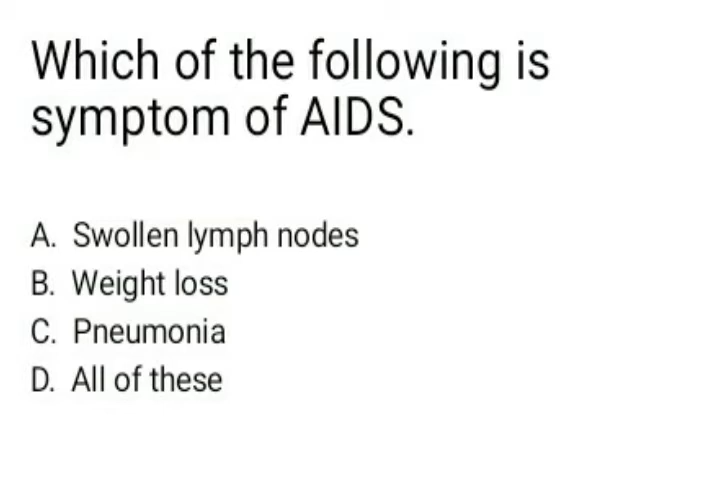 Which of the following is
symptom of AIDS.
A. Swollen lymph nodes
B. Weight loss
C. Pneumonia
D. All of these